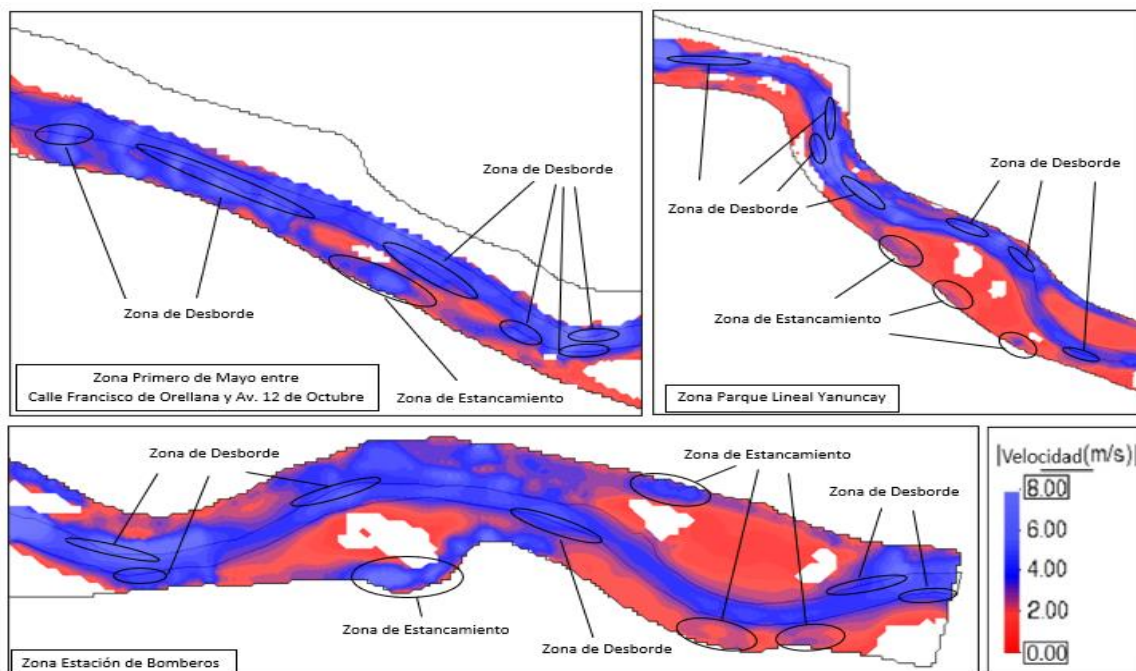 Zona de Desborde
Zona de Desborde
Zona Primero de Mayo entre
Calle Francisco de Orellana y Av. 12 de Octubre
Zona de Estancamiento
Zona de Desborde
Zona de Desborde
Zona de Estancamiento
Zona Parque Lineal Yanuncay
Zona de Desborde
Zona de Estancamiento
Zona de Desborde
Zona de Estancamiento
Zona de Desborde
Zona Estación de Bomberos
|Velocidad(m/s)|
8.00
6.00
4.00
2.00
0.00